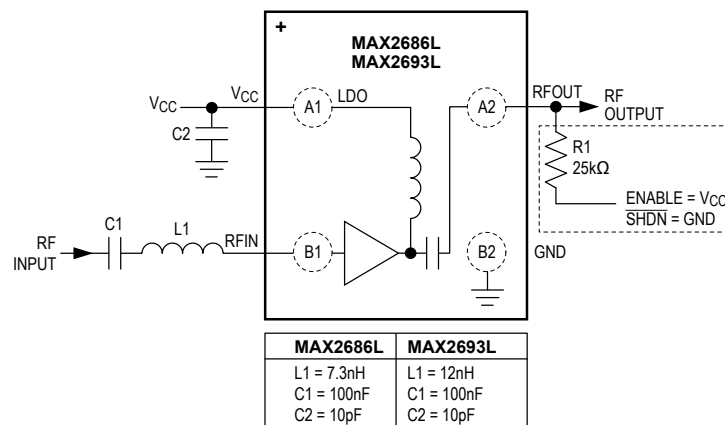 +
MAX2686L
MAX2693L
VCC
VCC
A1
LDO
A2
RFOUT
RF
OUTPUT
C2
R1
25kΩ
ENABLE = VCC
SHDN = GND
C1
L1
RF
INPUT
RFIN
B1
B2
GND
MAX2686L MAX2693L
L1 = 7.3nH L1 = 12nH
C1 = 100nF C1 = 100nF
C2 = 10pF C2 = 10pF